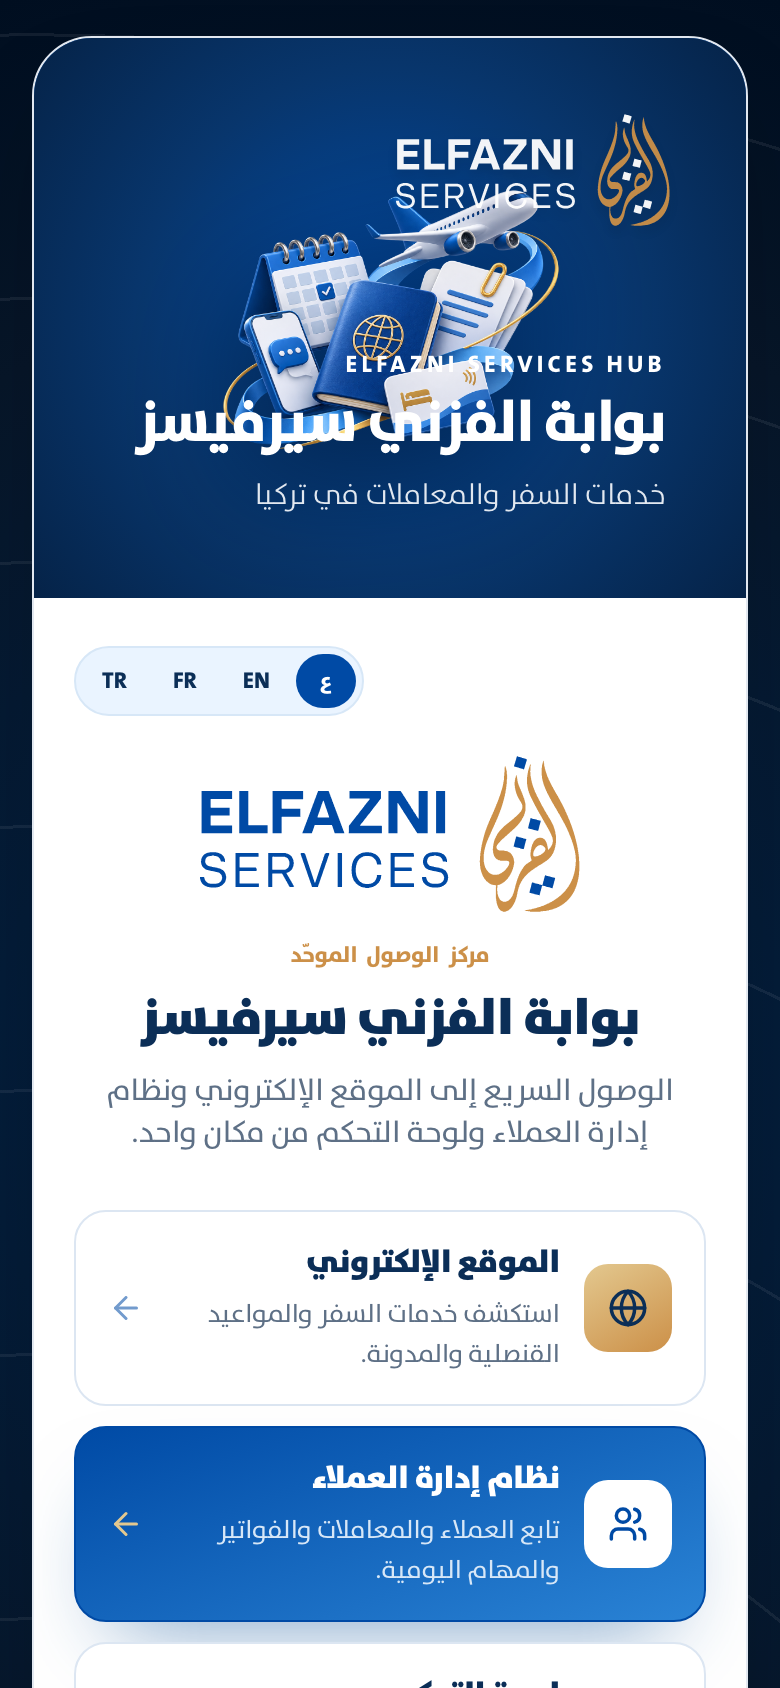 ELFAZNI
SERVICES
الفزني
ELFAZNI SERVICES HUB
بوابة الفزني سيرفيسز
خدمات السفر والمعاملات في تركيا
ع
EN
FR
TR
ELFAZNI
SERVICES
الفزني
مركز الوصول الموحّد
بوابة الفزني سيرفيسز
الوصول السريع إلى الموقع الإلكتروني ونظام
إدارة العملاء ولوحة التحكم من مكان واحد.
الموقع الإلكتروني
استكشف خدمات السفر والمواعيد
القنصلية والمدونة.
نظام إدارة العملاء
تابع العملاء والمعاملات والفواتير
والمهام اليومية.